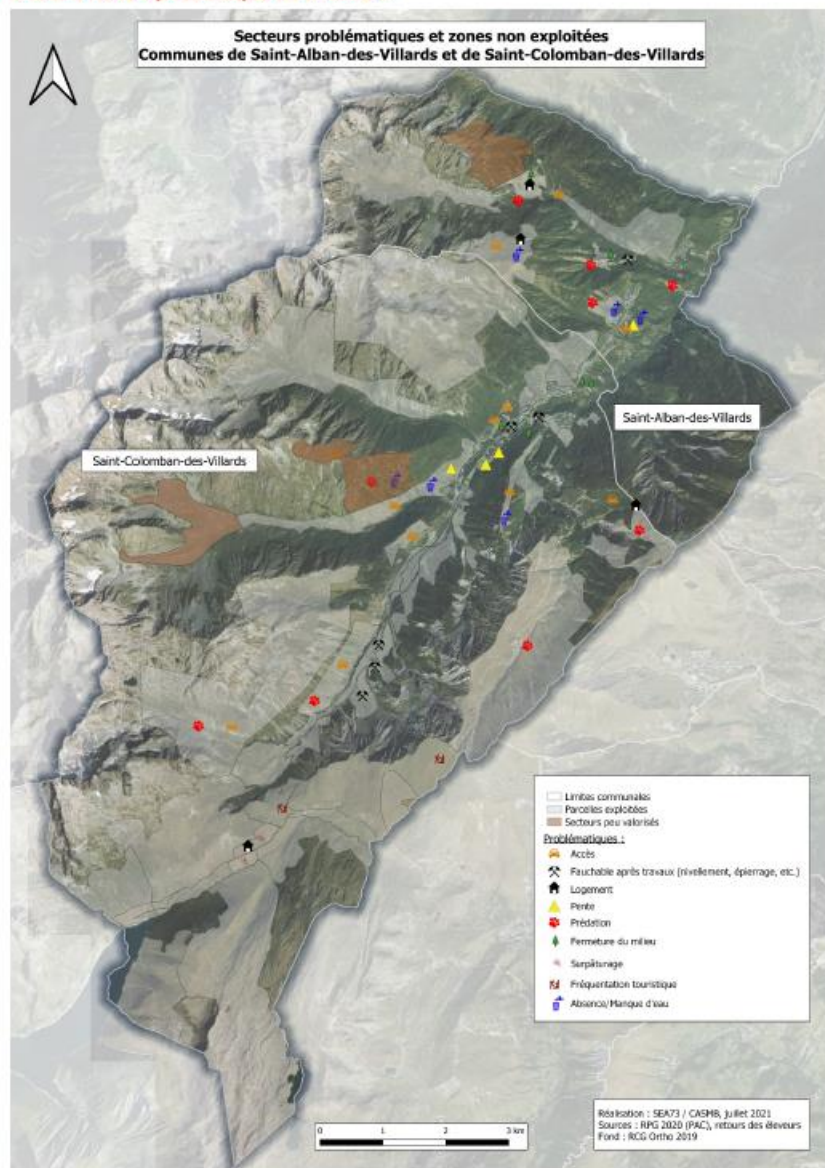 Secteurs problématiques et zones non exploitées
Communes de Saint-Alban-des-Villards et de Saint-Colomban-des-Villards
Saint-Alban-des-Villards
Saint-Colomban-des-Villards
Limites communales
Parcelles exploitées
Secteurs peu valorisés
Problématiques :
Accès
Fauchable après travaux (nivellement, épierrage, etc.)
Logement
Pente
Prédation
Fermeture du milieu
Surpâturage
Fréquentation touristique
Absence/Manque d'eau
0 1 2 3 km
Réalisation : SEA73 / CASMB, juillet 2021
Sources : RPG 2020 (PAC), retours des éleveurs
Fond : RCG Ortho 2019